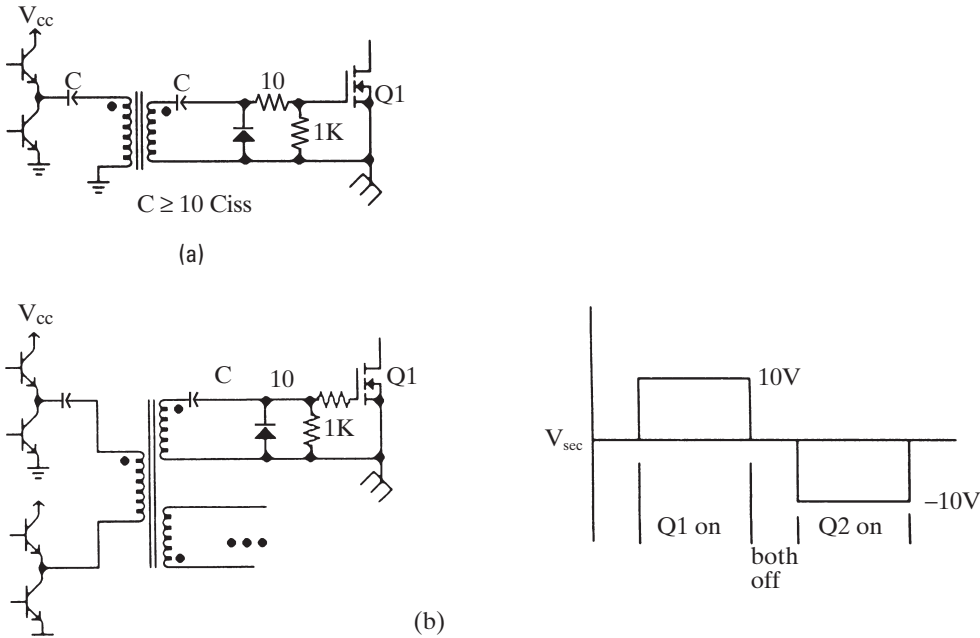 Vcc
C
C
10
Q1
1K
C ≥ 10 Ciss
(a)
Vcc
C
10
Q1
1K
(b)
10V
Vsec
–10V
Q1 on
Q2 on
both
off